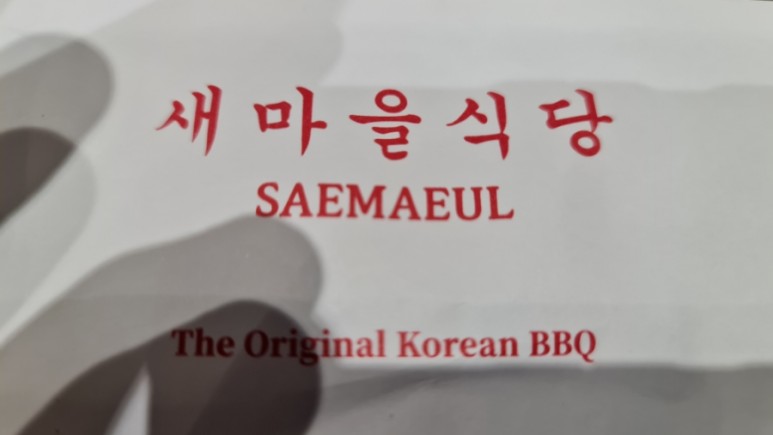 새마을식당
SAEMAEUL
The Original Korean BBQ